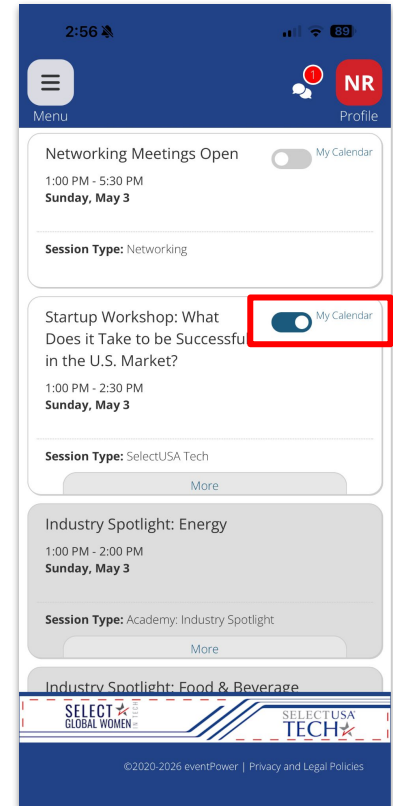 2:56
89
1
NR
Menu
Profile
Networking Meetings Open
My Calendar
1:00 PM - 5:30 PM
Sunday, May 3
Session Type: Networking
Startup Workshop: What
Does it Take to be Successful
in the U.S. Market?
My Calendar
1:00 PM - 2:30 PM
Sunday, May 3
Session Type: SelectUSA Tech
More
Industry Spotlight: Energy
1:00 PM - 2:00 PM
Sunday, May 3
Session Type: Academy: Industry Spotlight
More
Industry Spotlight: Food & Beverage
SELECT
GLOBAL WOMEN
IN TECH
SELECTUSA
TECH
©2020-2026 eventPower | Privacy and Legal Policies